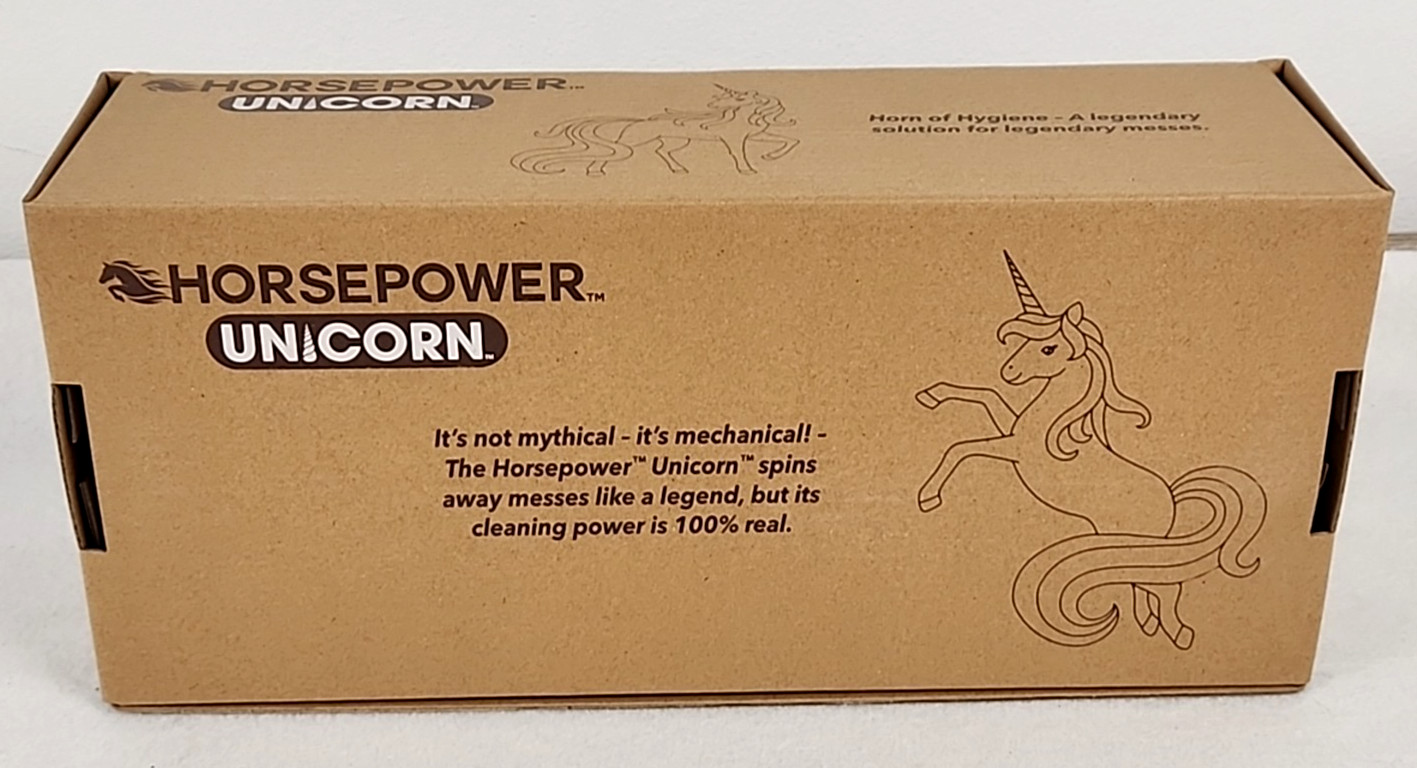 HORSEPOWER™
UNICORN™
Horn of Hygiene - A legendary
solution for legendary messes.
HORSEPOWER™
UNICORN™
It's not mythical – it's mechanical! –
The Horsepower™ Unicorn™ spins
away messes like a legend, but its
cleaning power is 100% real.